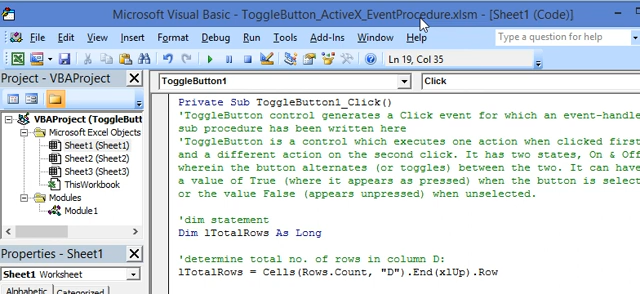 Microsoft Visual Basic - ToggleButton_ActiveX_EventProcedure.xlsm - [Sheet1 (Code)]
File Edit View Insert Format Debug Run Tools Add-Ins Window Help Type a question for help
Ln 19, Col 35
Project - VBAProject
ToggleButton1 Click
VBAProject (ToggleButt
Microsoft Excel Objects
Sheet1 (Sheet1)
Sheet2 (Sheet2)
Sheet3 (Sheet3)
ThisWorkbook
Modules
Module1
Properties - Sheet1
Sheet1 Worksheet
Alphabetic Categorized
Private Sub ToggleButton1_Click()
'ToggleButton control generates a Click event for which an event-handle
sub procedure has been written here
'ToggleButton is a control which executes one action when clicked first
and a different action on the second click. It has two states, On & Off
wherein the button alternates (or toggles) between the two. It can have
a value of True (where it appears as pressed) when the button is selec
or the value False (appears unpressed) when unselected.
'dim statement
Dim lTotalRows As Long
'determine total no. of rows in column D:
lTotalRows = Cells(Rows.Count, "D").End(xlUp).Row